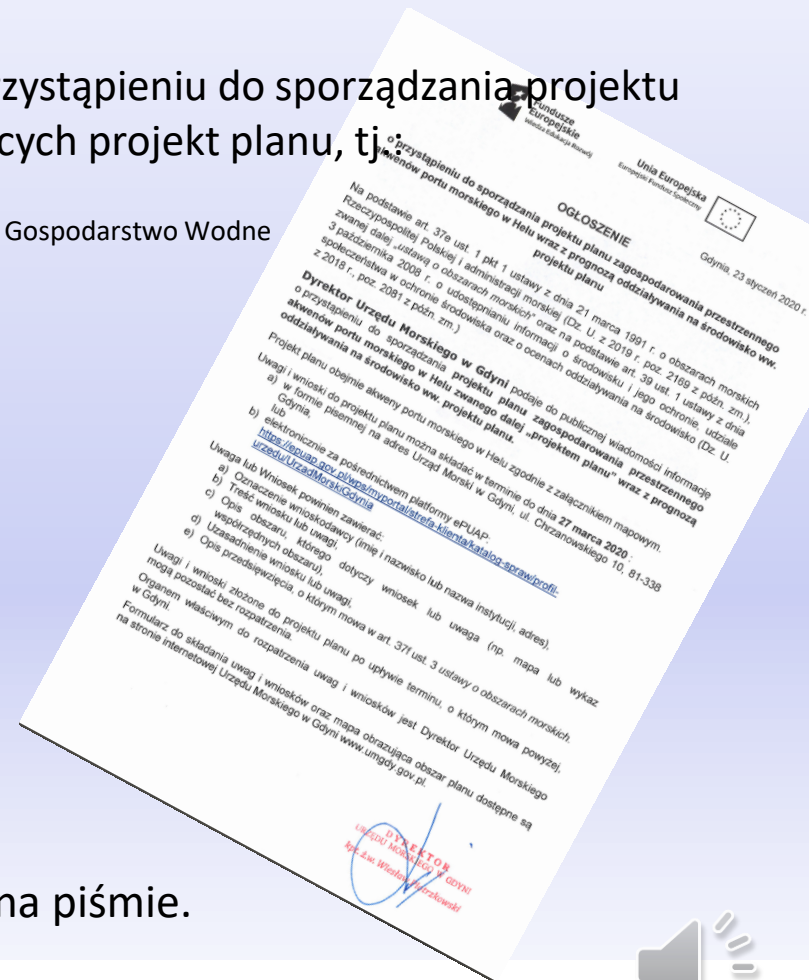 zystąpieniu do sporządzania projektu
cych projekt planu, tj.:
Gospodarstwo Wodne
na piśmie.
Fundusze
Europejskie
Wiedza Edukacja Rozwój
Unia Europejska
Europejski Fundusz Społeczny
Gdynia, 23 styczeń 2020 r.
OGŁOSZENIE
o przystąpieniu do sporządzania projektu planu zagospodarowania przestrzennego
akwenów portu morskiego w Helu wraz z prognozą oddziaływania na środowisko ww.
projektu planu
Na podstawie art. 37e ust. 1 pkt 1 ustawy z dnia 21 marca 1991 r. o obszarach morskich
Rzeczypospolitej Polskiej i administracji morskiej (Dz. U. z 2019 r. poz. 2169 z późn. zm.),
zwanej dalej „ustawą o obszarach morskich" oraz na podstawie art. 39 ust. 1 ustawy z dnia
3 października 2008 r. o udostępnianiu informacji o środowisku i jego ochronie, udziale
społeczeństwa w ochronie środowiska oraz o ocenach oddziaływania na środowisko (Dz. U.
z 2018 r., poz. 2081 z późn. zm.)
Dyrektor Urzędu Morskiego w Gdyni podaje do publicznej wiadomości informację
o przystąpieniu do sporządzania projektu planu zagospodarowania przestrzennego
akwenów portu morskiego w Helu zwanego dalej „projektem planu" wraz z prognozą
oddziaływania na środowisko ww. projektu planu.
Projekt planu obejmie akweny portu morskiego w Helu zgodnie z załącznikiem mapowym.
Uwagi i wnioski do projektu planu można składać w terminie do dnia 27 marca 2020 :
a) w formie pisemnej na adres Urząd Morski w Gdyni, ul. Chrzanowskiego 10, 81-338
Gdynia,
lub
b) elektronicznie za pośrednictwem platformy ePUAP:
https://epuap.gov.pl/wps/myportal/strefa-klienta/katalog-spraw/profil-
urzedu/UrzadMorskiGdynia
Uwaga lub Wniosek powinien zawierać:
a) Oznaczenie wnioskodawcy (imię i nazwisko lub nazwa instytucji, adres),
b) Treść wniosku lub uwagi,
c) Opis obszaru, którego dotyczy wniosek lub uwaga (np. mapa lub wykaz
współrzędnych obszaru),
d) Uzasadnienie wniosku lub uwagi,
e) Opis przedsięwzięcia, o którym mowa w art. 37f ust. 3 ustawy o obszarach morskich.
Uwagi i wnioski złożone do projektu planu po upływie terminu, o którym mowa powyżej,
mogą pozostać bez rozpatrzenia.
Organem właściwym do rozpatrzenia uwag i wniosków jest Dyrektor Urzędu Morskiego
w Gdyni.
Formularz do składania uwag i wniosków oraz mapa obrazująca obszar planu dostępne są
na stronie internetowej Urzędu Morskiego w Gdyni www.umgdy.gov.pl.
DYREKTOR
URZĘDU MORSKIEGO W GDYNI
kpt. ż.w. Wiesław Piotrzkowski